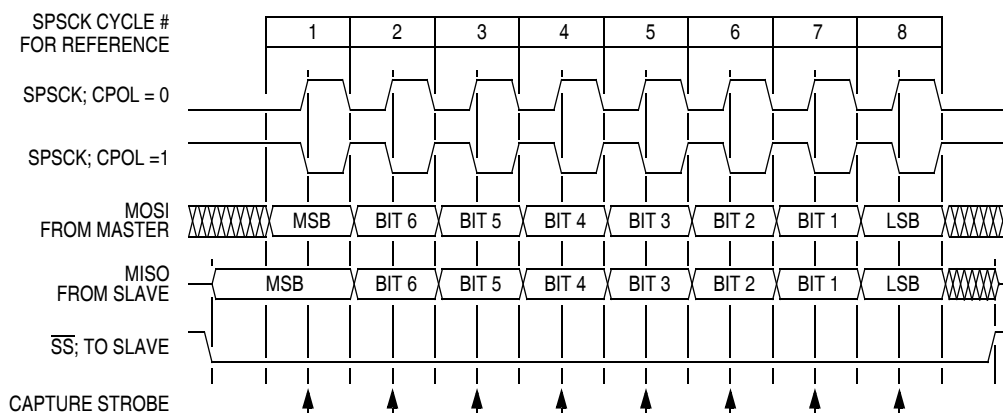 SPSCK CYCLE #
FOR REFERENCE
1 2 3 4 5 6 7 8
SPSCK; CPOL = 0
SPSCK; CPOL =1
MOSI
FROM MASTER
MSB BIT 6 BIT 5 BIT 4 BIT 3 BIT 2 BIT 1 LSB
MISO
FROM SLAVE
MSB BIT 6 BIT 5 BIT 4 BIT 3 BIT 2 BIT 1 LSB
SS; TO SLAVE
CAPTURE STROBE